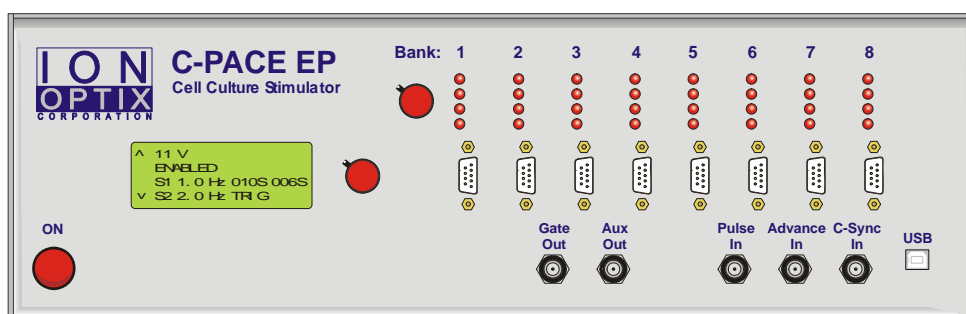 ION
OPTIX
CORPORATION
C-PACE EP
Cell Culture Stimulator
Bank: 1 2 3 4 5 6 7 8
^ 11 V
ENABLED
S1 1.0 Hz 010S 006S
v S2 2.0 Hz TRIG
ON
Gate Out
Aux Out
Pulse In
Advance In
C-Sync In
USB